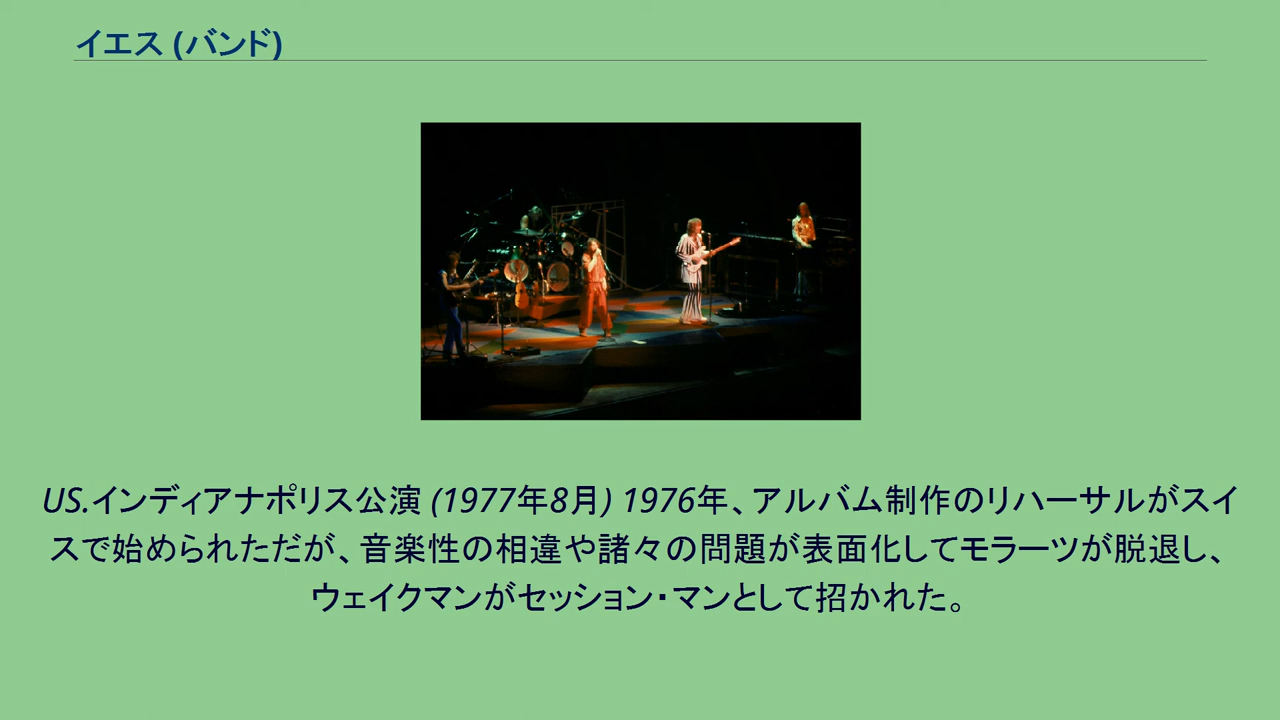 イエス (バンド)
US.インディアナポリス公演 (1977年8月) 1976年、アルバム制作のリハーサルがスイ
スで始められただが、音楽性の相違や諸々の問題が表面化してモラーツが脱退し、
ウェイクマンがセッション・マンとして招かれた。